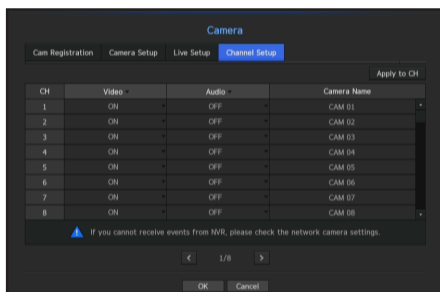 Camera
Cam Registration Camera Setup Live Setup Channel Setup
Apply to CH
CH Video Audio Camera Name
1 ON OFF CAM 01
2 ON OFF CAM 02
3 ON OFF CAM 03
4 ON OFF CAM 04
5 ON OFF CAM 05
6 ON OFF CAM 06
7 ON OFF CAM 07
8 ON OFF CAM 08
If you cannot receive events from NVR, please check the network camera settings.
< 1/8 >
OK Cancel